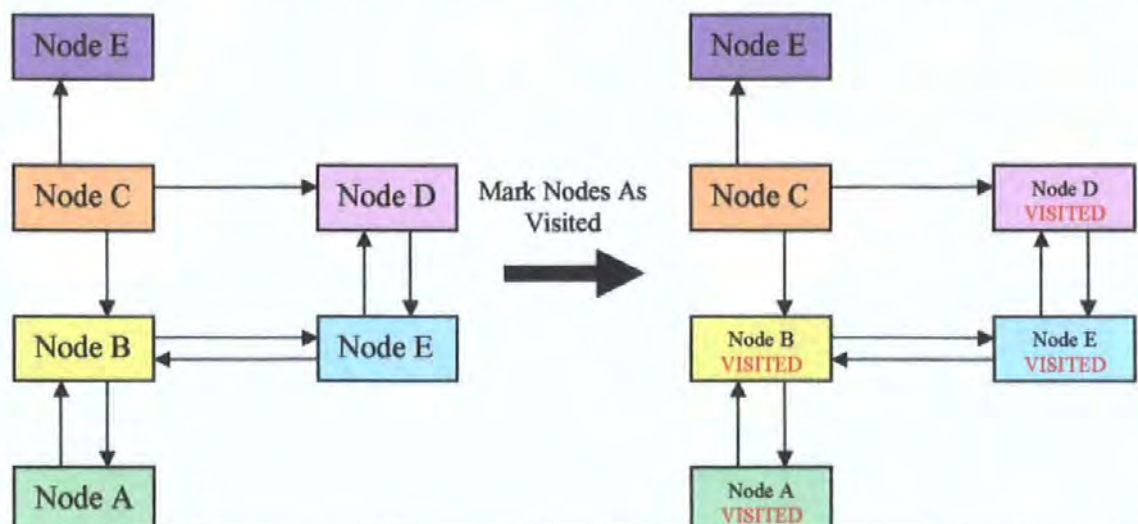 Node E
Node C
Node D
Node B
Node E
Node A
Mark Nodes As
Visited
Node E
Node C
Node D
VISITED
Node B
VISITED
Node E
VISITED
Node A
VISITED